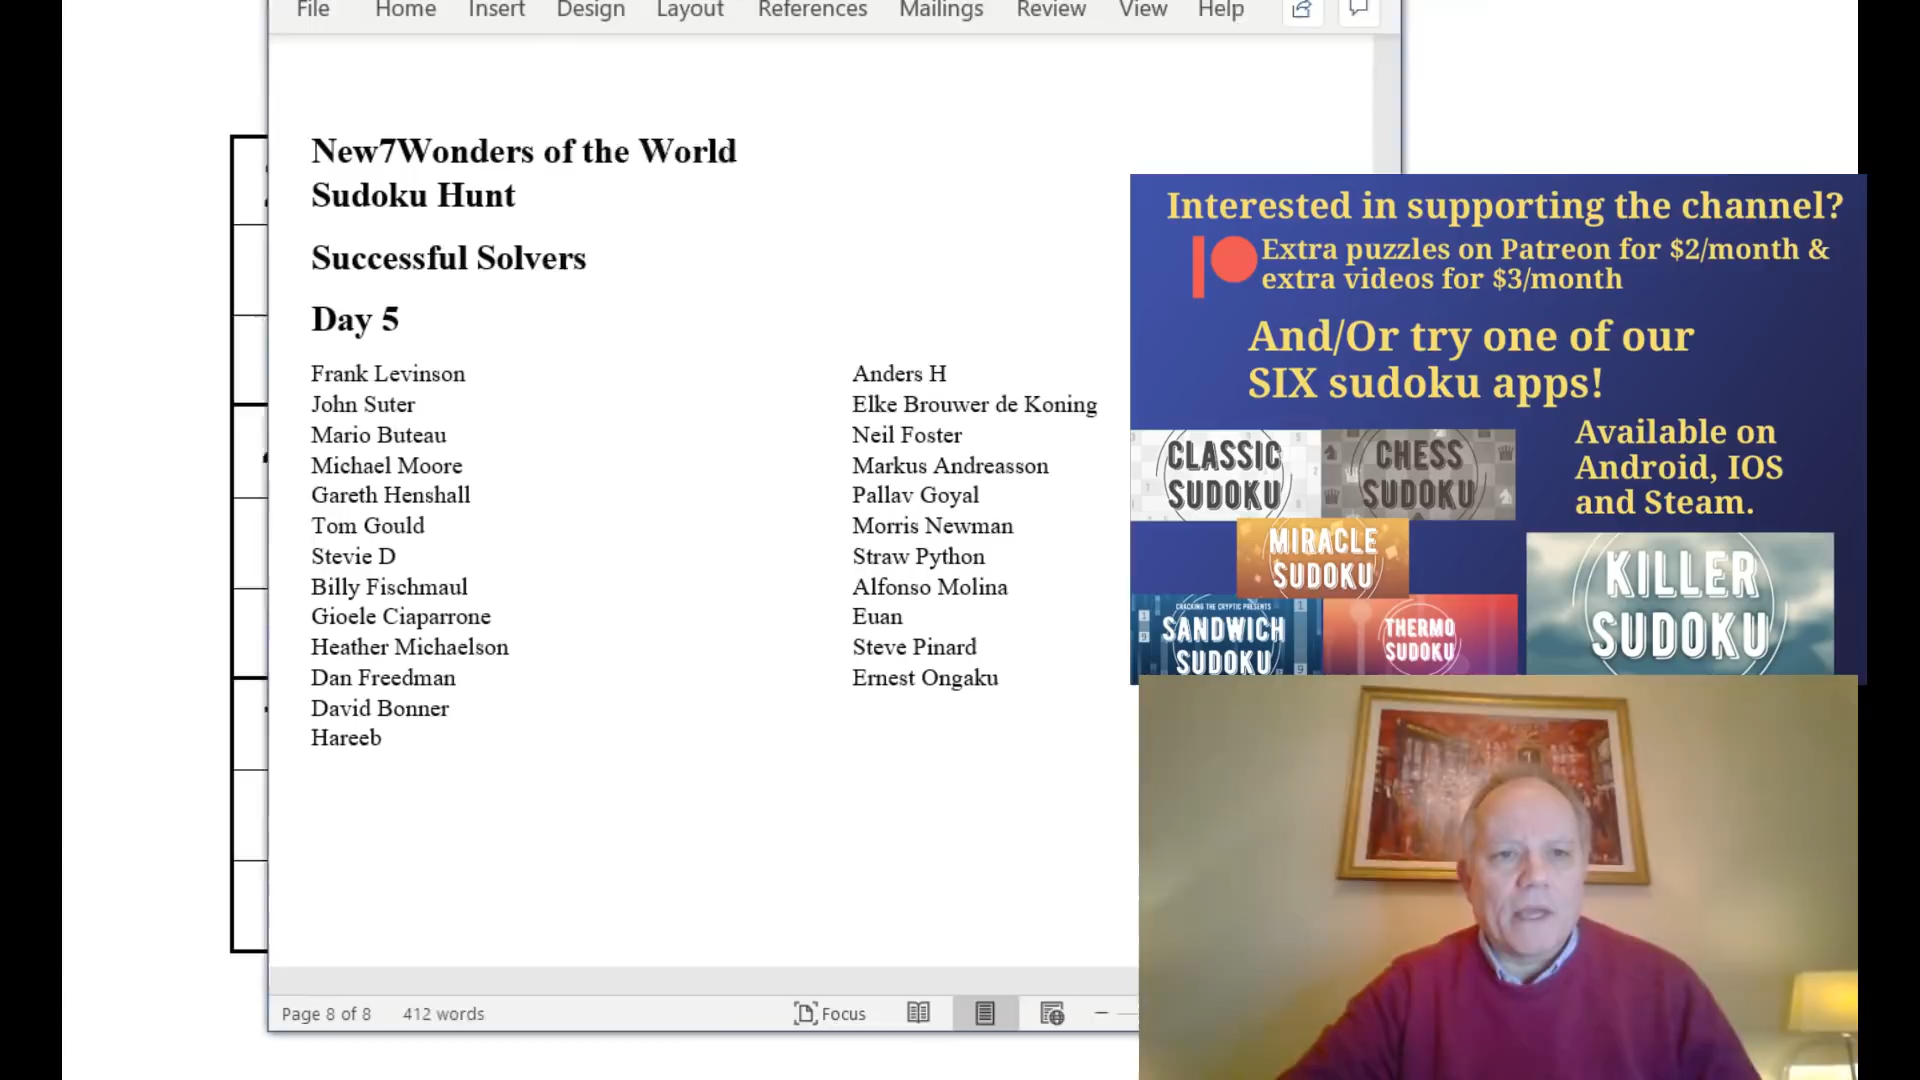 File Home Insert Design Layout References Mailings Review View Help
New7Wonders of the World
Sudoku Hunt
Successful Solvers
Day 5
Frank Levinson
John Suter
Mario Buteau
Michael Moore
Gareth Henshall
Tom Gould
Stevie D
Billy Fischmaul
Gioele Ciaparrone
Heather Michaelson
Dan Freedman
David Bonner
Hareeb
Anders H
Elke Brouwer de Koning
Neil Foster
Markus Andreasson
Pallav Goyal
Morris Newman
Straw Python
Alfonso Molina
Euan
Steve Pinard
Ernest Ongaku
Interested in supporting the channel?
Extra puzzles on Patreon for $2/month &
extra videos for $3/month
And/Or try one of our
SIX sudoku apps!
Available on
Android, IOS
and Steam.
CLASSIC
SUDOKU
CHESS
SUDOKU
MIRACLE
SUDOKU
CRACKING THE CRYPTIC PRESENTS
SANDWICH
SUDOKU
THERMO
SUDOKU
KILLER
SUDOKU
Page 8 of 8 412 words Focus